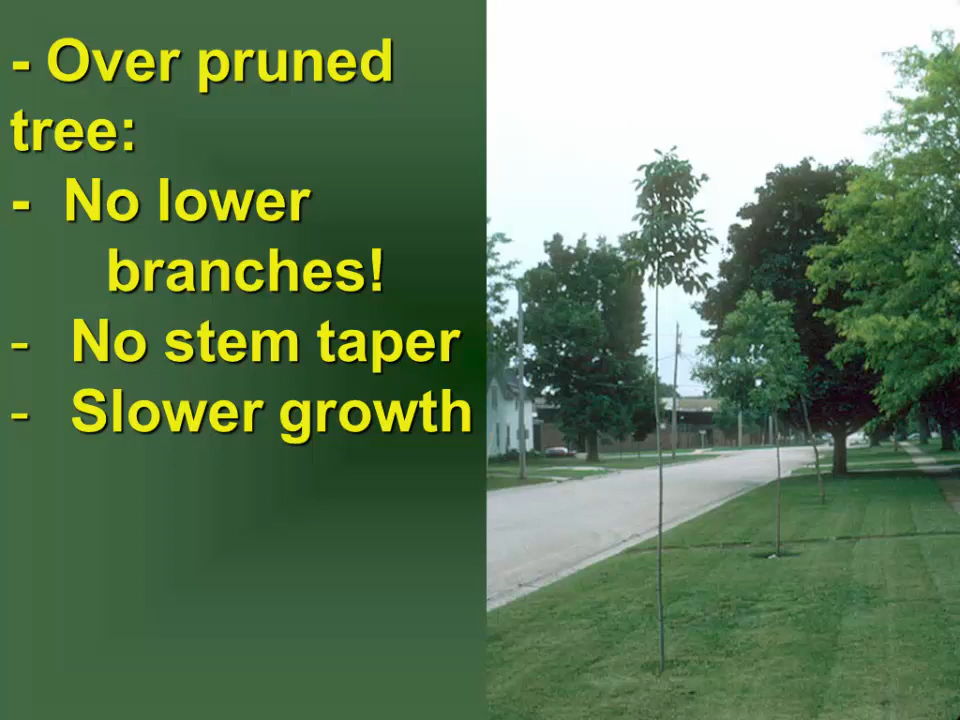 - Over pruned
tree:
- No lower
branches!
- No stem taper
- Slower growth